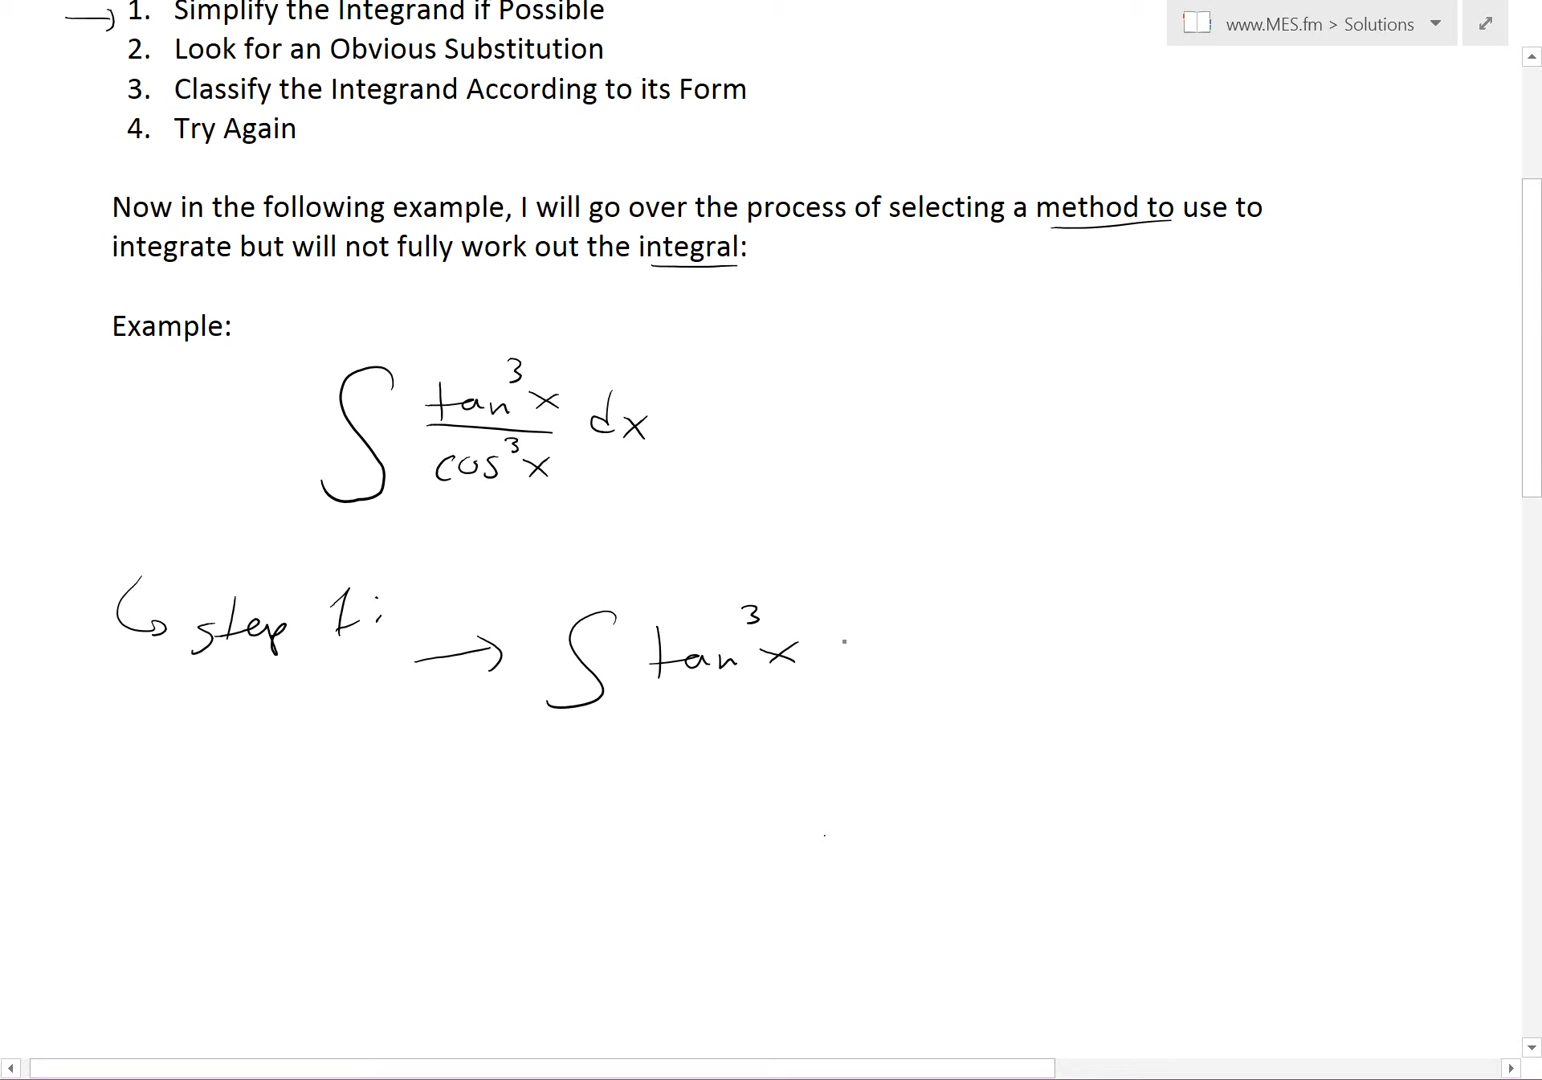 www.MES.fm > Solutions
1. Simplify the Integrand if Possible
2. Look for an Obvious Substitution
3. Classify the Integrand According to its Form
4. Try Again
Now in the following example, I will go over the process of selecting a method to use to
integrate but will not fully work out the integral:
Example:
∫ tan³x / cos³x dx
↪ step 1:
→ ∫ tan³x